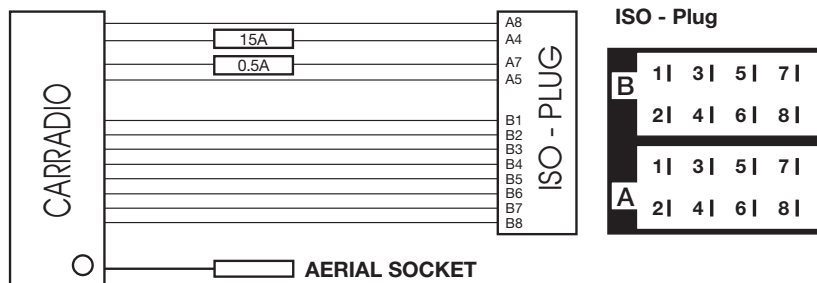 ISO - Plug
A8
15A
A4
0.5A
A7
A5
B1
B2
B3
B4
B5
B6
B7
B8
CARRADIO
ISO - PLUG
AERIAL SOCKET
B
1 3 5 7
2 4 6 8
A
1 3 5 7
2 4 6 8